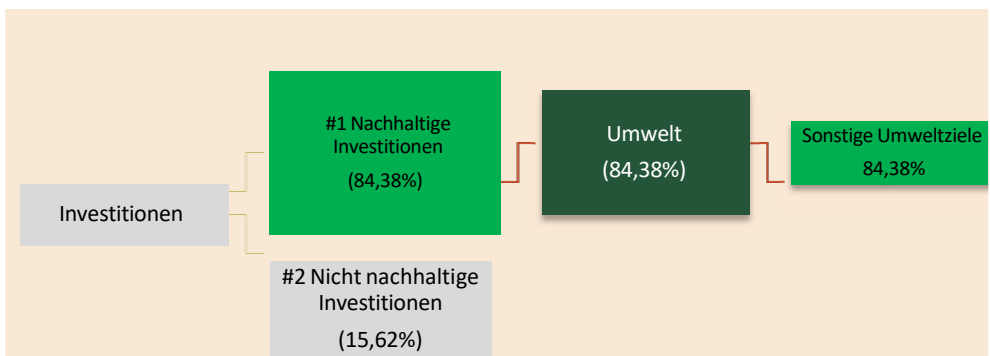 Investitionen
#1 Nachhaltige
Investitionen
(84,38%)
#2 Nicht nachhaltige
Investitionen
(15,62%)
Umwelt
(84,38%)
Sonstige Umweltziele
84,38%